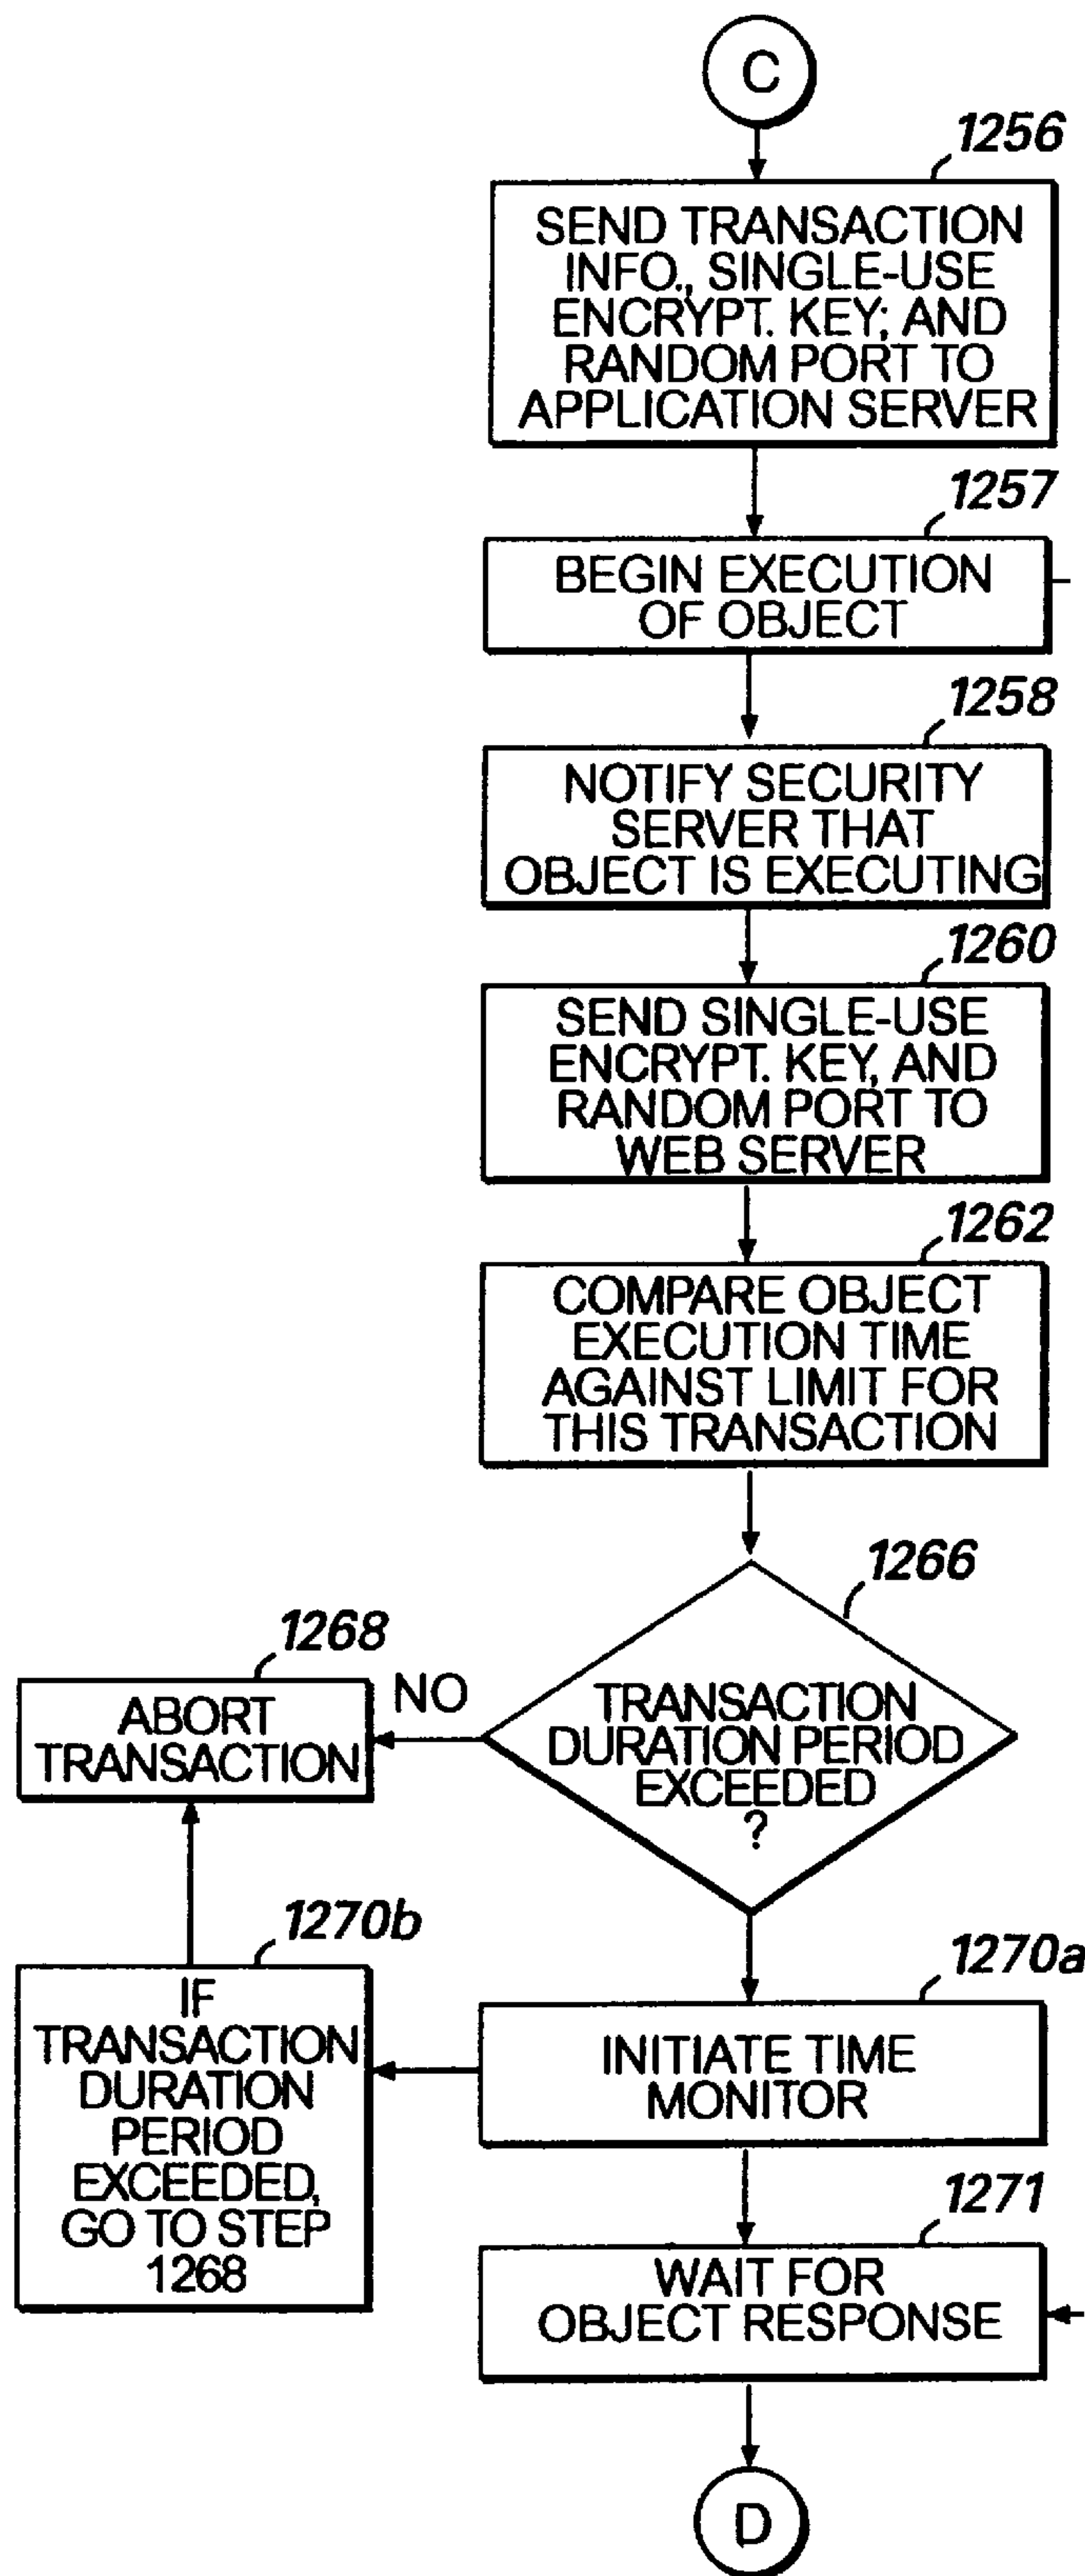 C
1256
SEND TRANSACTION
INFO., SINGLE-USE
ENCRYPT. KEY; AND
RANDOM PORT TO
APPLICATION SERVER
1257
BEGIN EXECUTION
OF OBJECT
1258
NOTIFY SECURITY
SERVER THAT
OBJECT IS EXECUTING
1260
SEND SINGLE-USE
ENCRYPT. KEY, AND
RANDOM PORT TO
WEB SERVER
1262
COMPARE OBJECT
EXECUTION TIME
AGAINST LIMIT FOR
THIS TRANSACTION
1266
TRANSACTION
DURATION PERIOD
EXCEEDED
?
NO
1268
ABORT
TRANSACTION
1270b
IF
TRANSACTION
DURATION
PERIOD
EXCEEDED,
GO TO STEP
1268
1270a
INITIATE TIME
MONITOR
1271
WAIT FOR
OBJECT RESPONSE
D